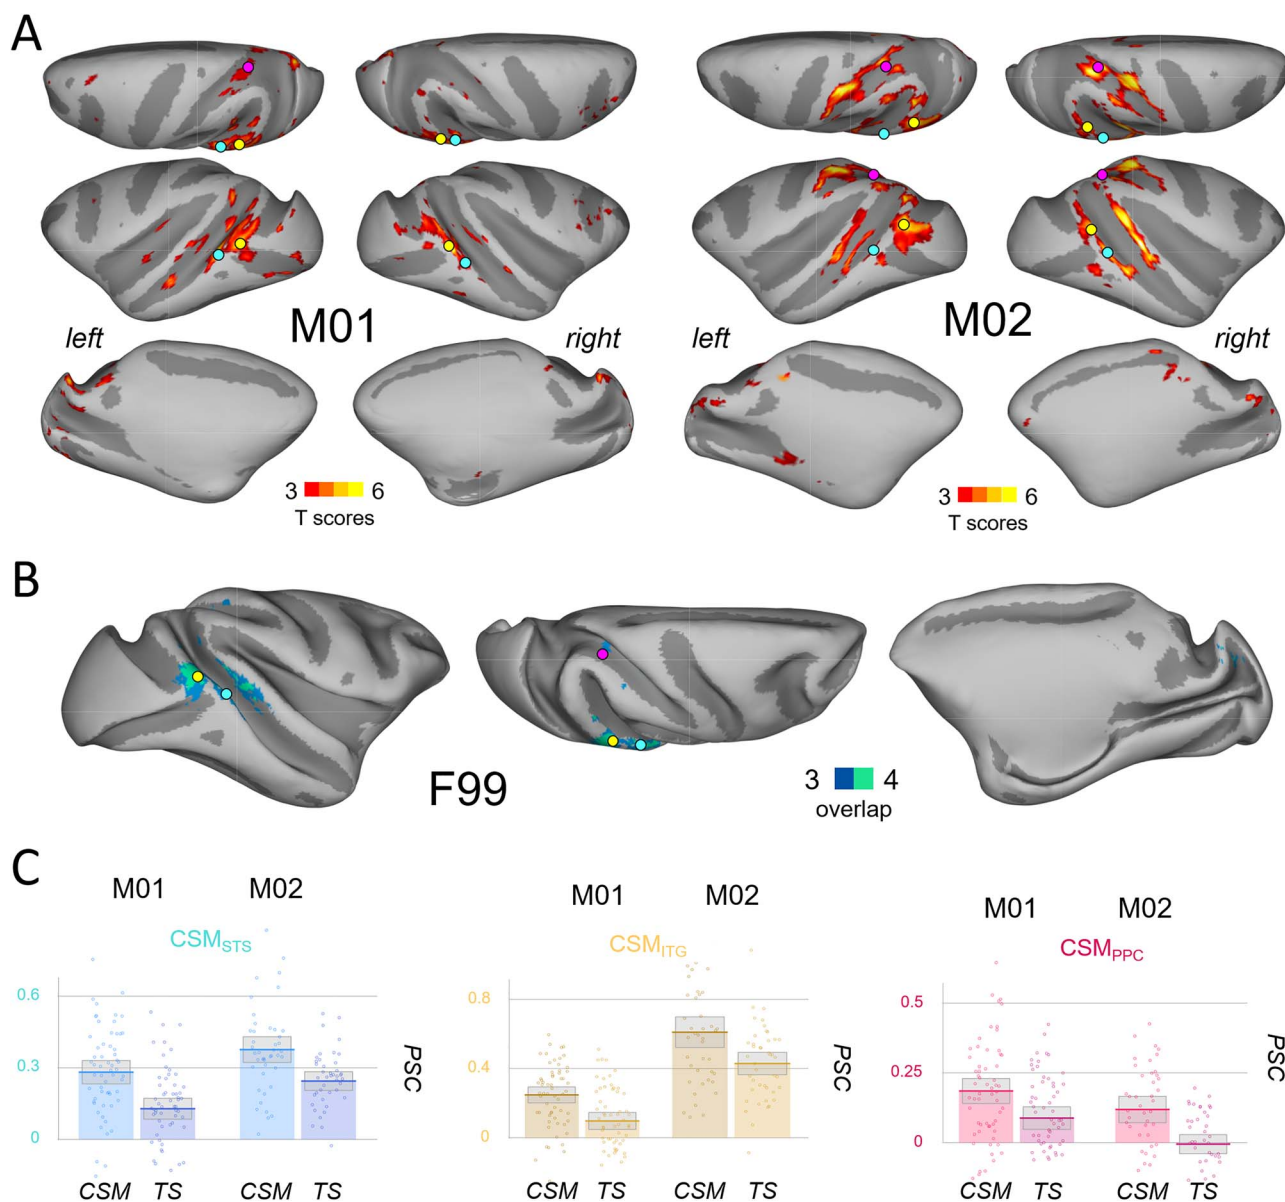 A
left
M01
right
3 6
T scores
left
M02
right
3 6
T scores
B
F99
3 4
overlap
C
M01 M02
CSM_STS
0.6
0.3
0
PSC
CSM TS CSM TS
M01 M02
CSM_ITG
0.8
0.4
0
PSC
CSM TS CSM TS
M01 M02
CSM_PPC
0.5
0.25
0
PSC
CSM TS CSM TS